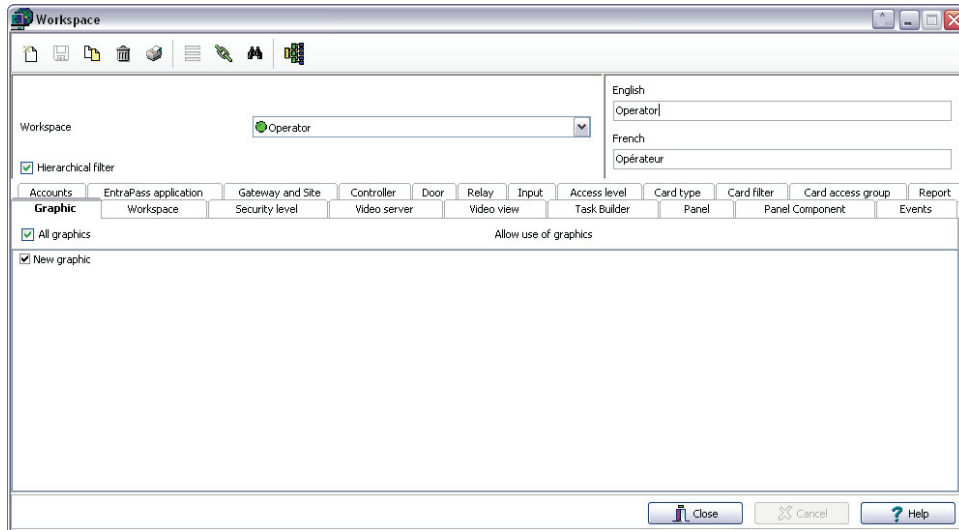 Workspace
English
Operator
Workspace
Operator
French
Opérateur
Hierarchical filter
Accounts EntraPass application Gateway and Site Controller Door Relay Input Access level Card type Card filter Card access group Report
Graphic Workspace Security level Video server Video view Task Builder Panel Panel Component Events
All graphics Allow use of graphics
New graphic
Close Cancel ? Help